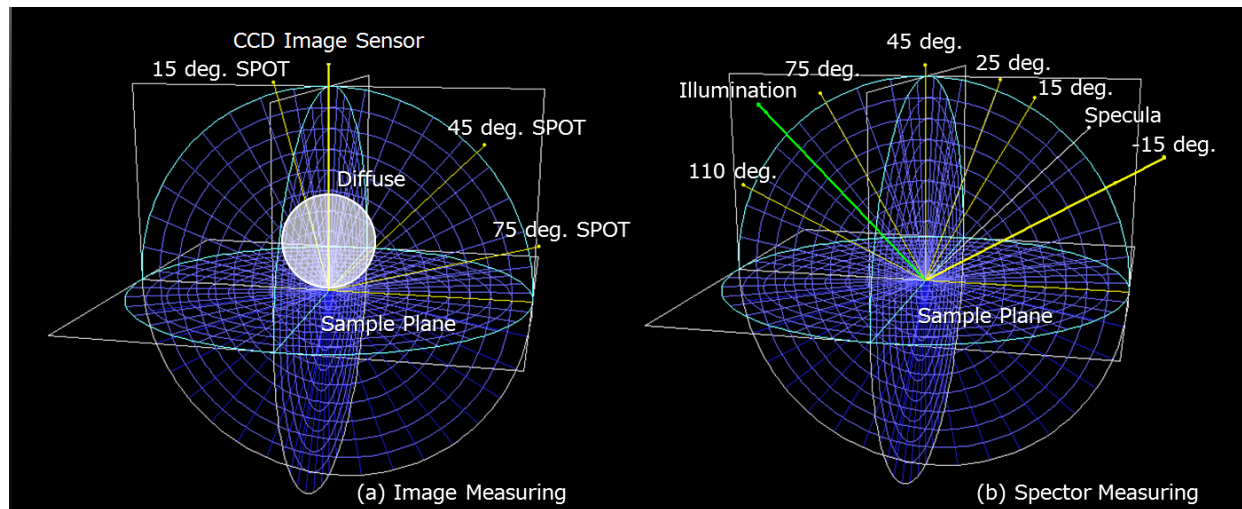 CCD Image Sensor
15 deg. SPOT
45 deg. SPOT
Diffuse
75 deg. SPOT
Sample Plane
(a) Image Measuring
45 deg.
75 deg.
25 deg.
Illumination
15 deg.
Specula
-15 deg.
110 deg.
Sample Plane
(b) Spector Measuring